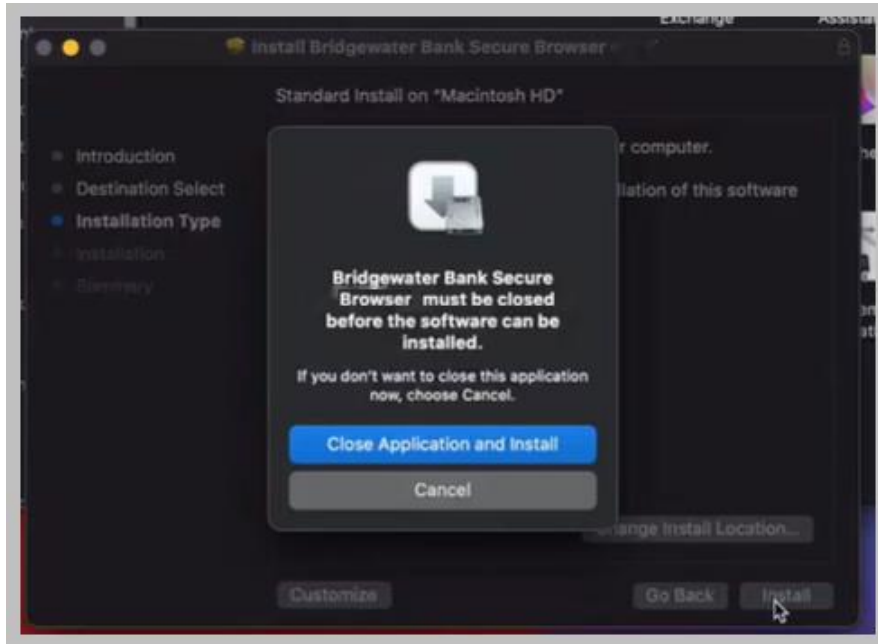 Exchange
Assista
Install Bridgewater Bank Secure Browser
Standard Install on "Macintosh HD"
r computer.
Introduction
Destination Select
llation of this software
Installation Type
Installation
Summary
Bridgewater Bank Secure
Browser must be closed
before the software can be
installed.
If you don't want to close this application
now, choose Cancel.
Close Application and Install
Cancel
Change Install Location...
Customize
Go Back
Install